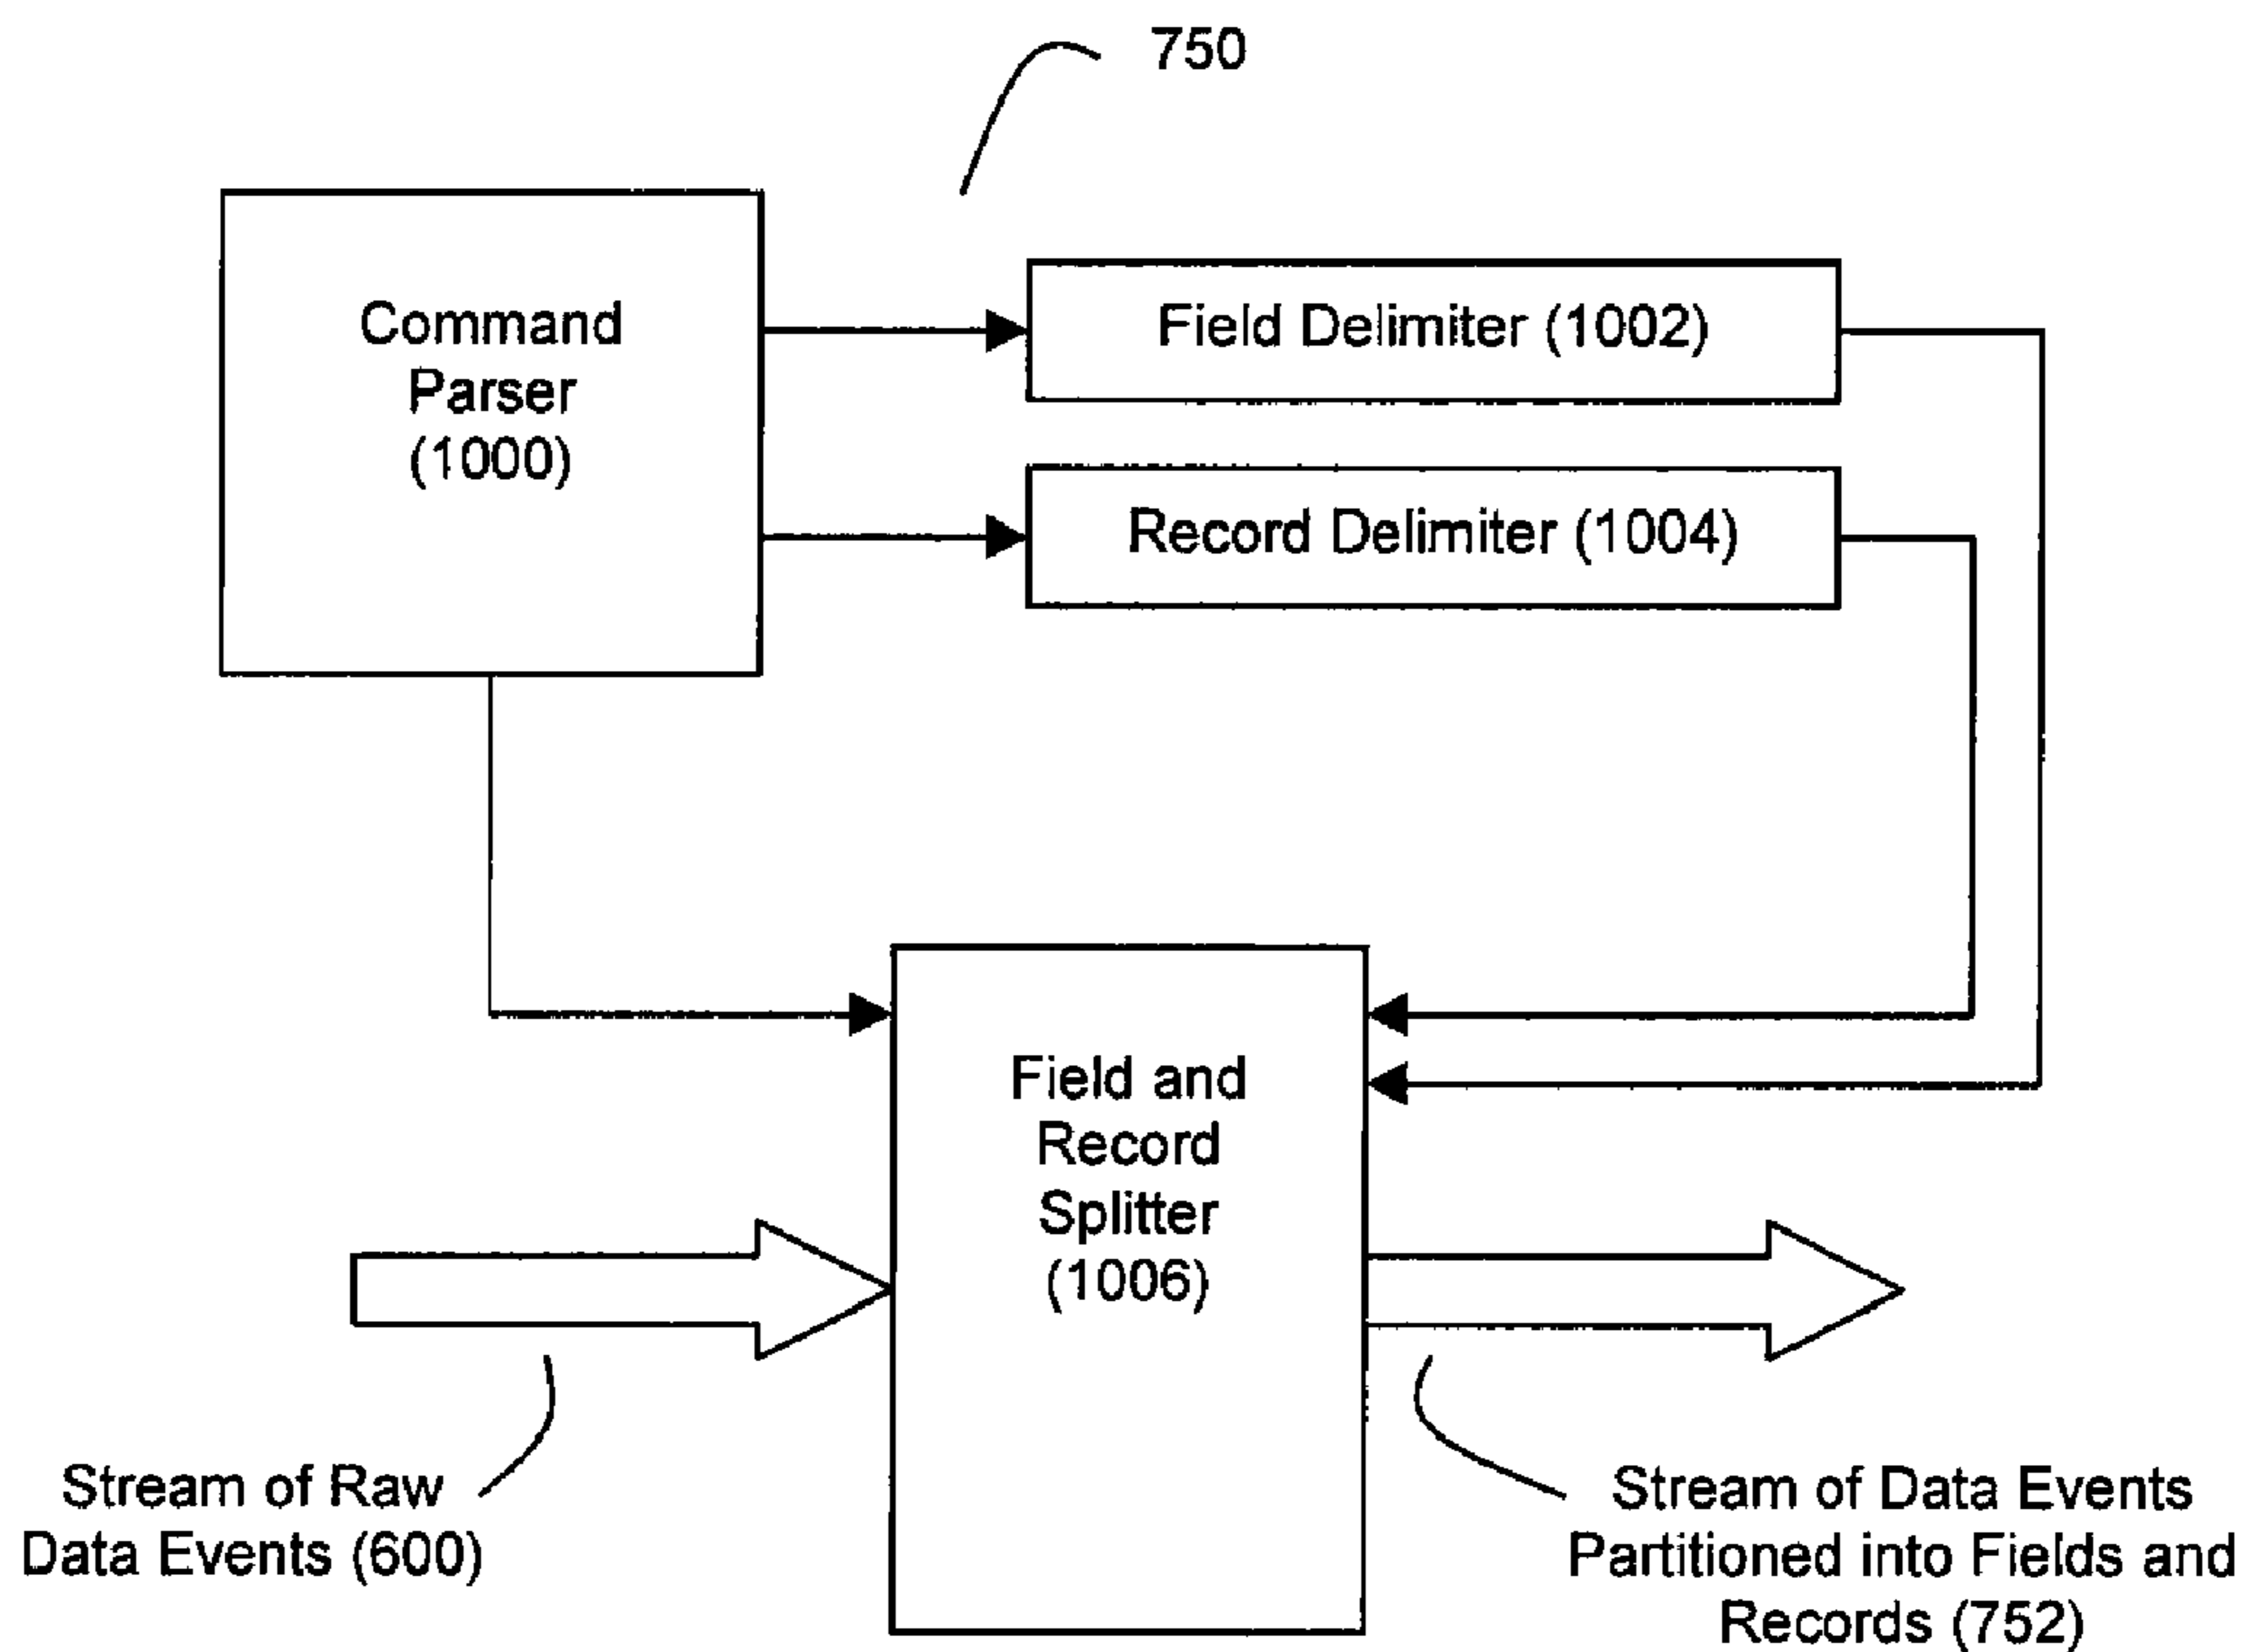 750
Command
Parser
(1000)
Field Delimiter (1002)
Record Delimiter (1004)
Field and
Record
Splitter
(1006)
Stream of Raw
Data Events (600)
Stream of Data Events
Partitioned into Fields and
Records (752)